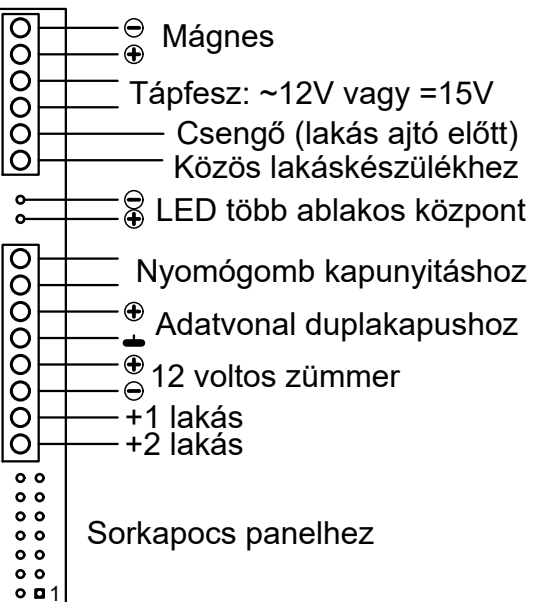 ⊖
Mágnes
⊕
Tápfesz: ~12V vagy =15V
Csengő (lakás ajtó előtt)
Közös lakáskészülékhez
⊖
LED több ablakos központ
⊕
Nyomógomb kapunyitáshoz
⊕
Adatvonal duplakapushoz
⊕
12 voltos zümmer
⊖
+1 lakás
+2 lakás
Sorkapocs panelhez
1